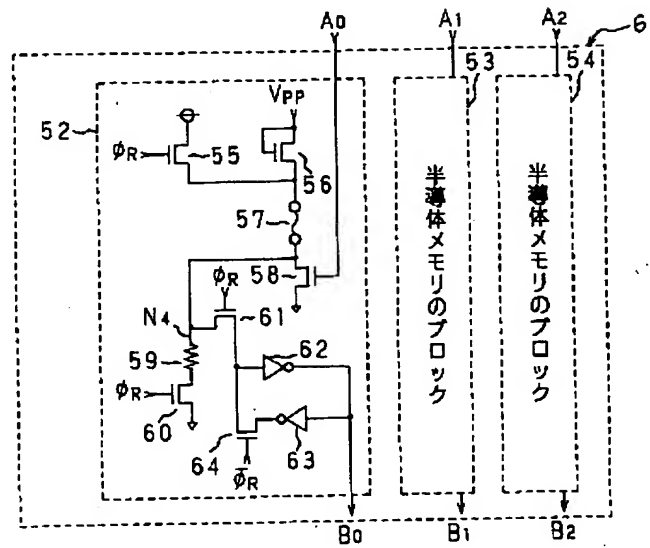 A0
A1
A2
6
53
54
52
VPP
φR
55
56
57
58
φR
N4
61
59
62
φR
60
64
63
φ̄R
半導体メモリのブロック
半導体メモリのブロック
B0
B1
B2